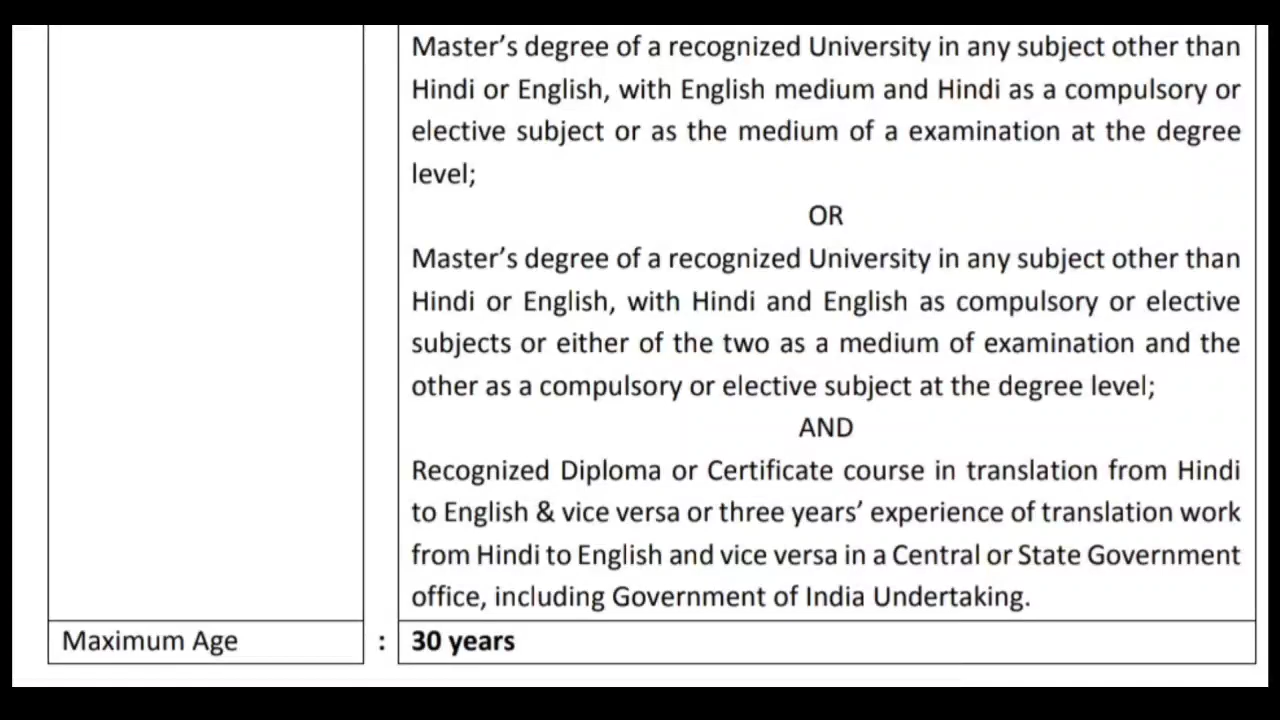 Master’s degree of a recognized University in any subject other than
Hindi or English, with English medium and Hindi as a compulsory or
elective subject or as the medium of a examination at the degree
level;
OR
Master’s degree of a recognized University in any subject other than
Hindi or English, with Hindi and English as compulsory or elective
subjects or either of the two as a medium of examination and the
other as a compulsory or elective subject at the degree level;
AND
Recognized Diploma or Certificate course in translation from Hindi
to English & vice versa or three years’ experience of translation work
from Hindi to English and vice versa in a Central or State Government
office, including Government of India Undertaking.
Maximum Age : 30 years